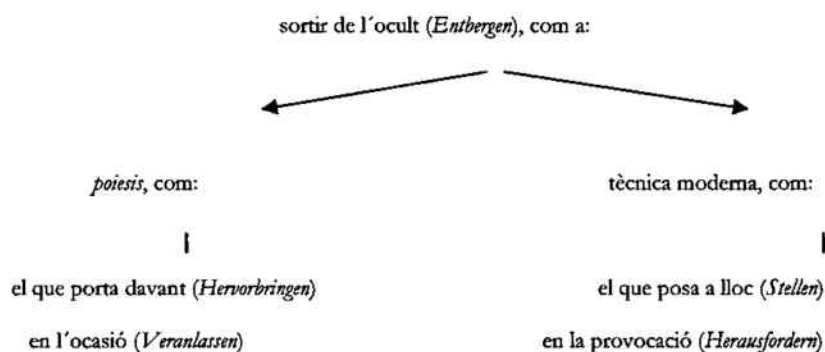 sortir de l´ocult (Entbergen), com a:
poiesis, com:
tècnica moderna, com:
el que porta davant (Hervorbringen)
el que posa a lloc (Stellen)
en l´ocasió (Veranlassen)
en la provocació (Herausfordern)